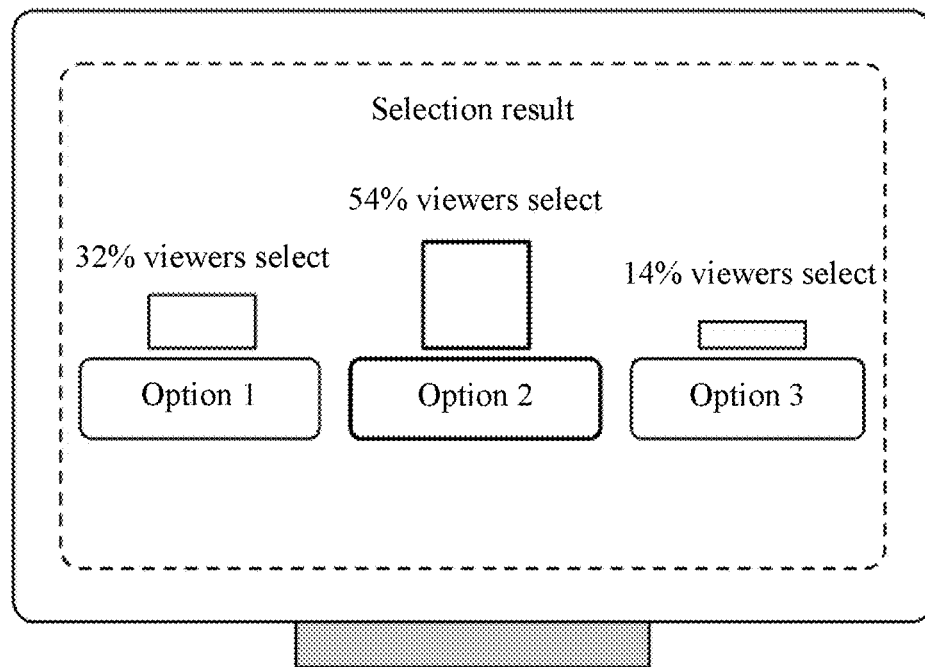 Selection result
54% viewers select
32% viewers select
14% viewers select
Option 1
Option 2
Option 3